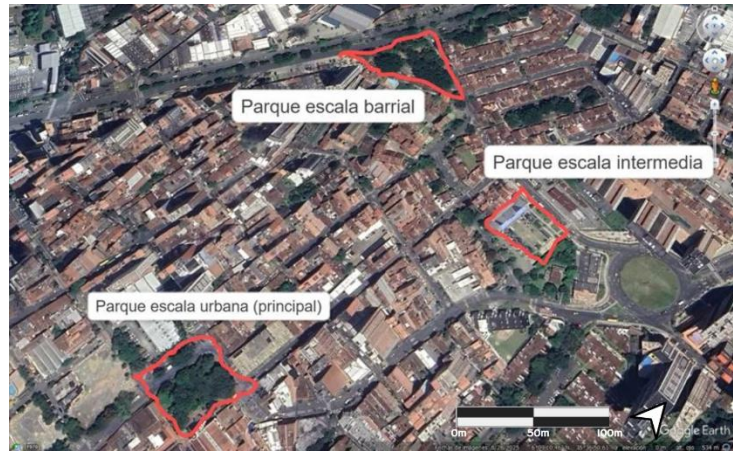 Parque escala barrial
Parque escala intermedia
Parque escala urbana (principal)
0m 50m 100m
Google Earth